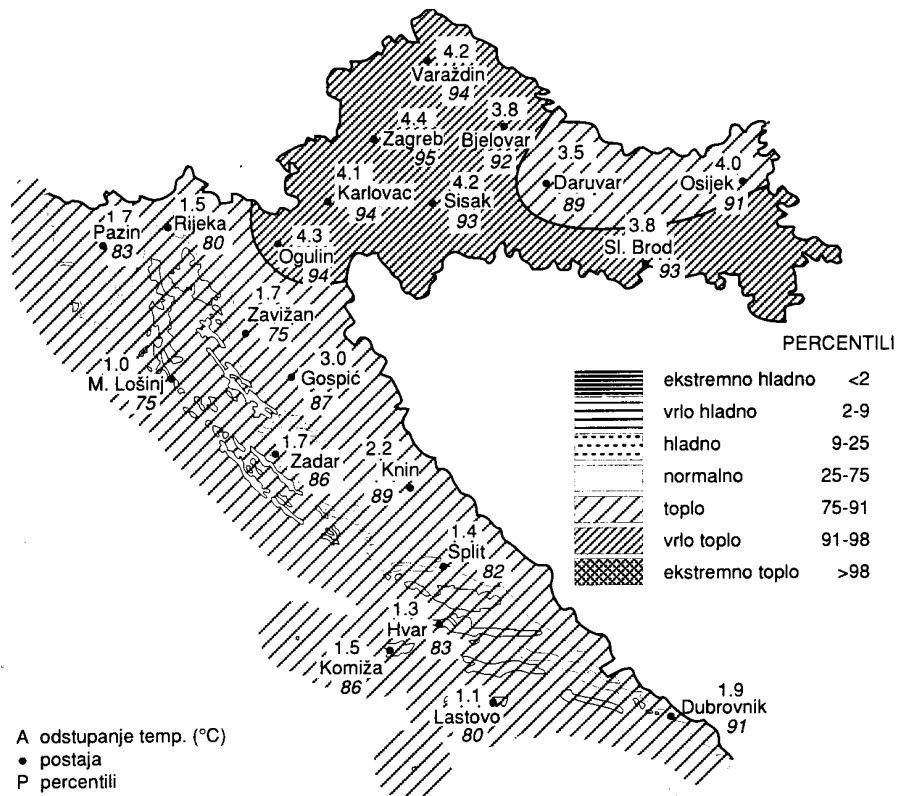 4.2
Varaždin
94
4.4
Zagreb
95
3.8
Bjelovar
92
3.5
Daruvar
89
4.0
Osijek
91
4.1
Karlovac
94
4.2
Sisak
93
3.8
Sl. Brod
93
4.3
Ogulin
94
1.7
Pazin
83
1.5
Rijeka
80
1.7
Zavižan
75
1.0
M. Lošinj
75
3.0
Gospić
87
1.7
Zadar
86
2.2
Knin
89
1.4
Split
82
1.3
Hvar
83
1.5
Komiža
86
1.1
Lastovo
80
1.9
Dubrovnik
91
PERCENTILI
ekstremno hladno <2
vrlo hladno 2-9
hladno 9-25
normalno 25-75
toplo 75-91
vrlo toplo 91-98
ekstremno toplo >98
A odstupanje temp. (°C)
• postaja
P percentili